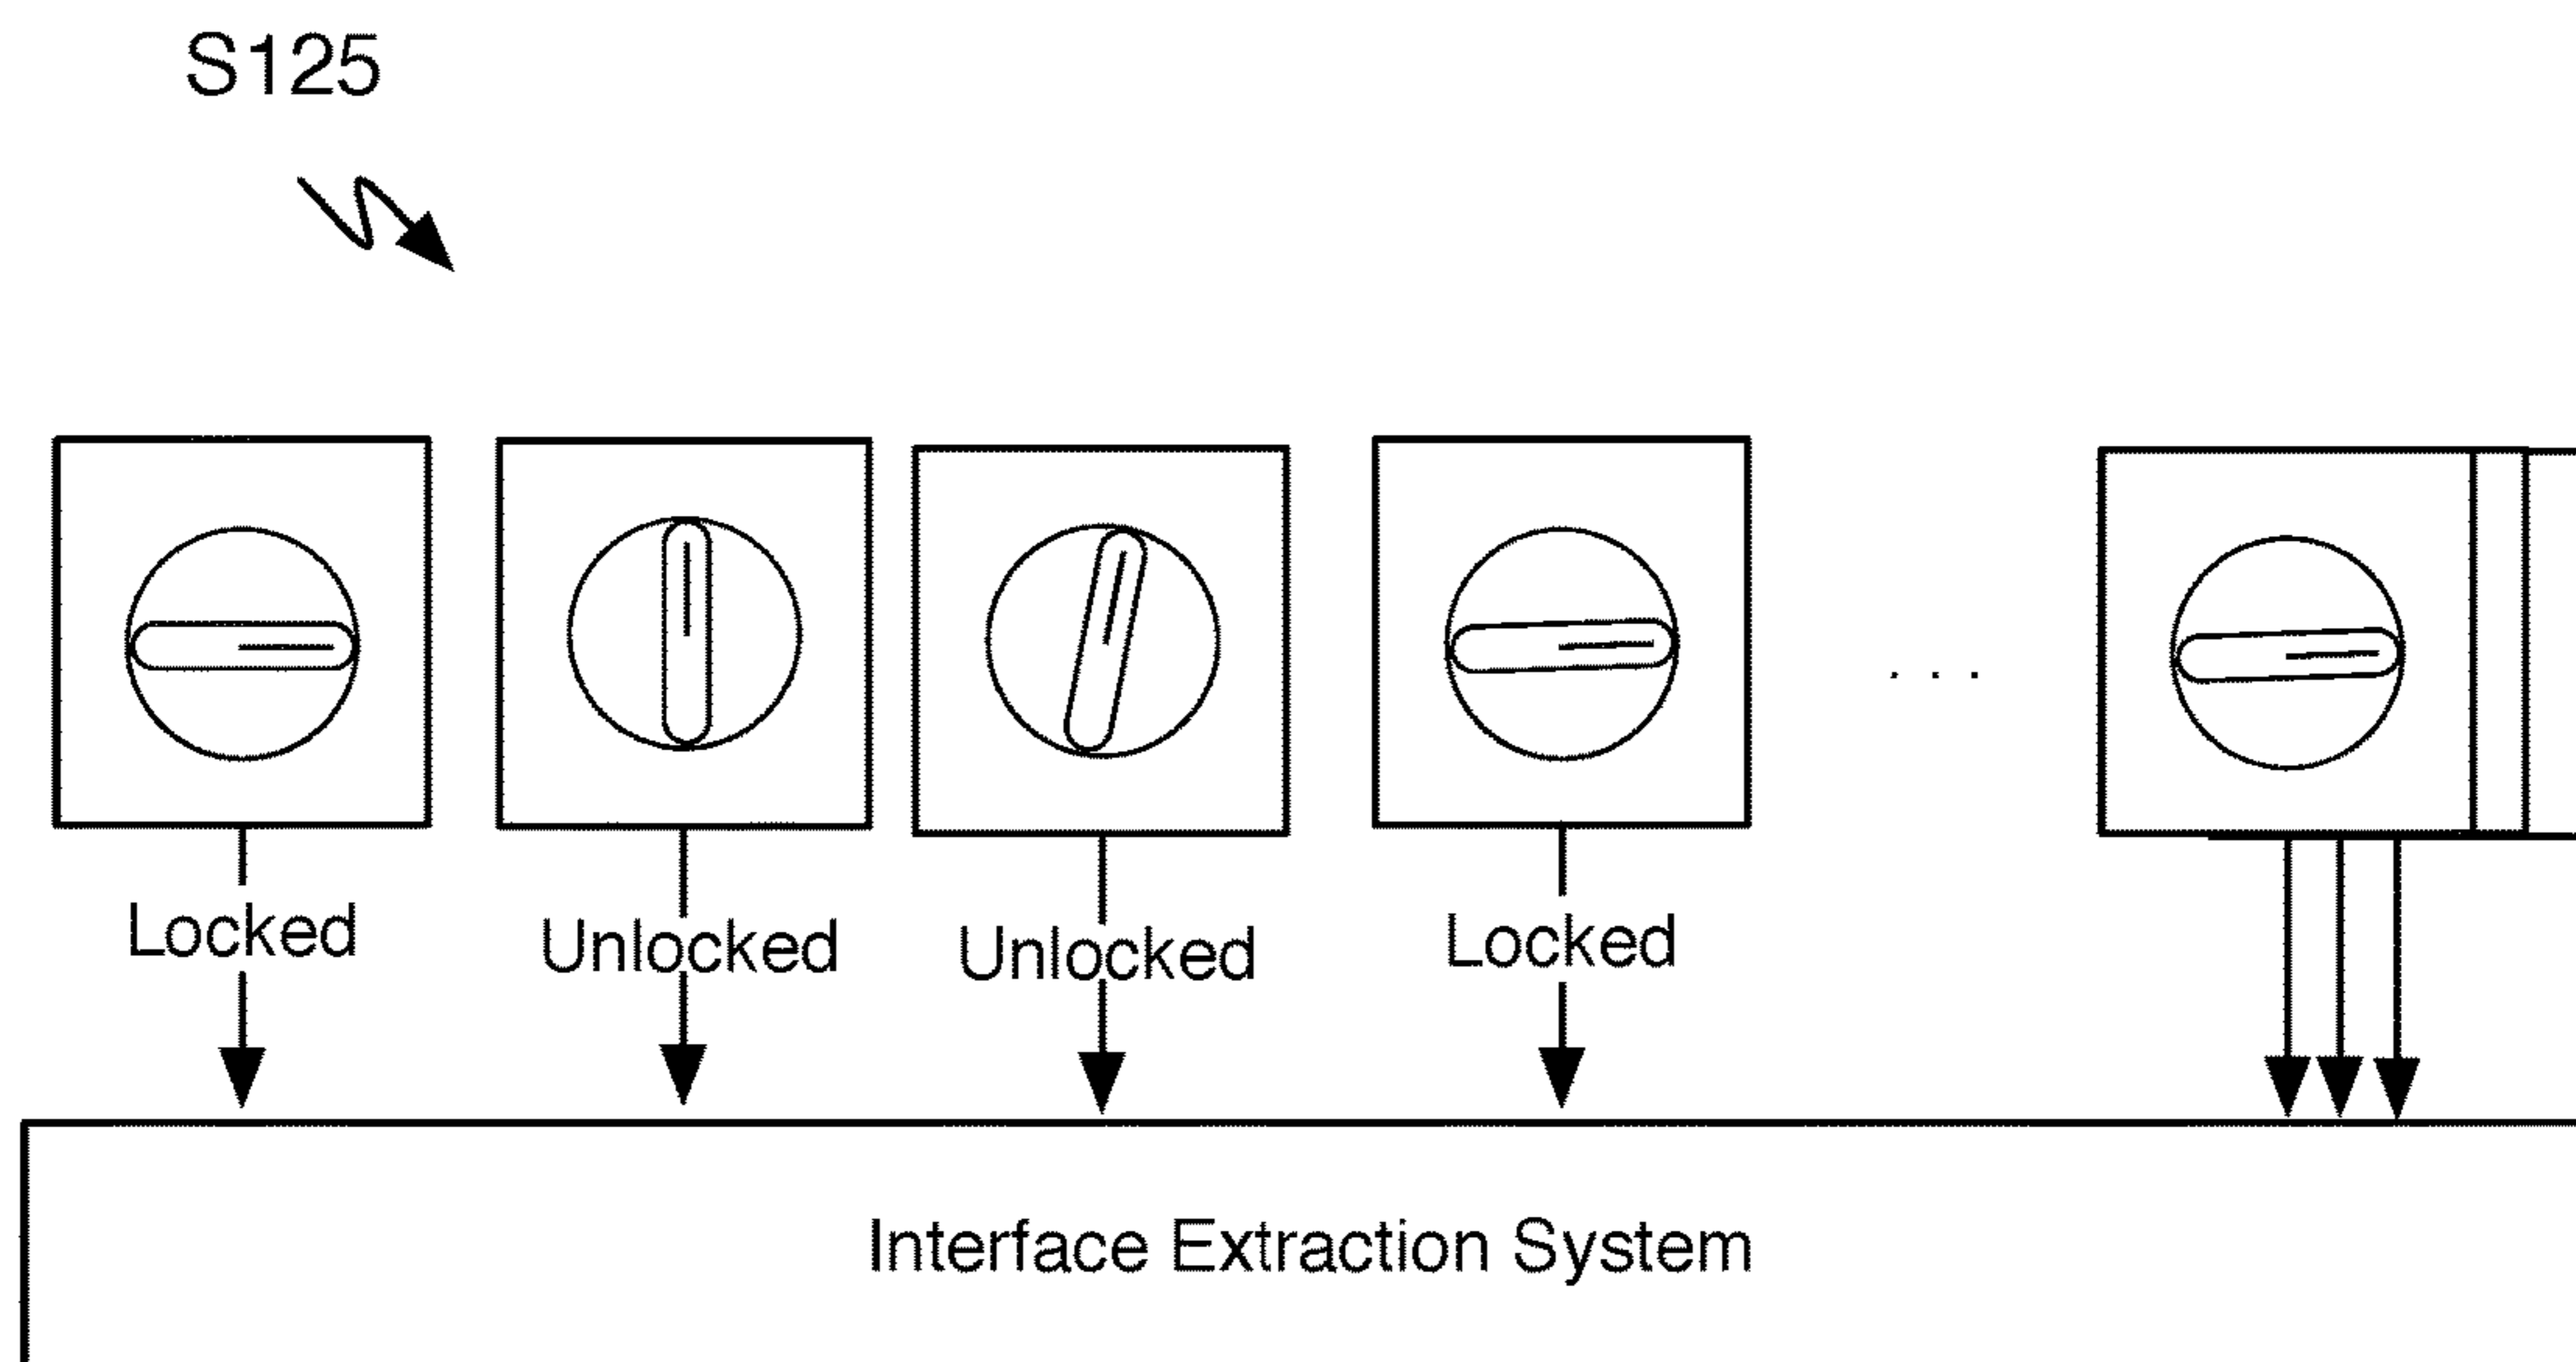 S125
Locked
Unlocked
Unlocked
Locked
. . .
Interface Extraction System